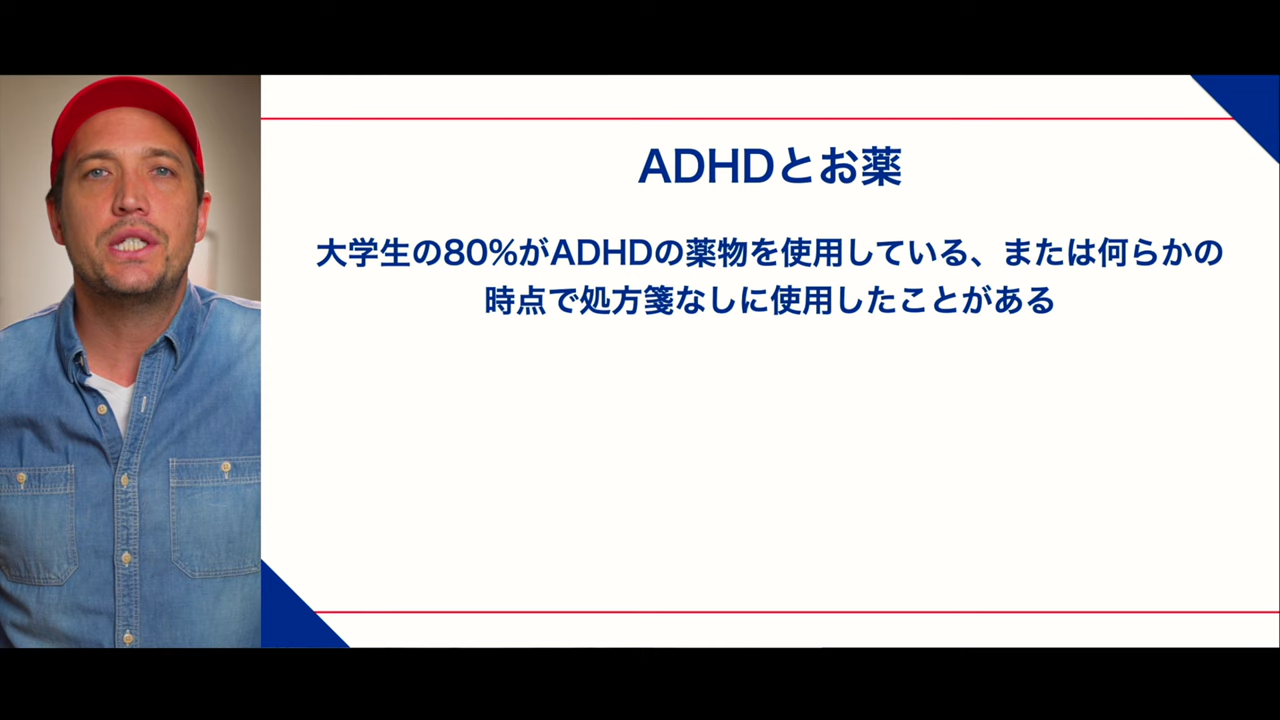 ADHDとお薬
大学生の80%がADHDの薬物を使用している、または何らかの
時点で処方箋なしに使用したことがある